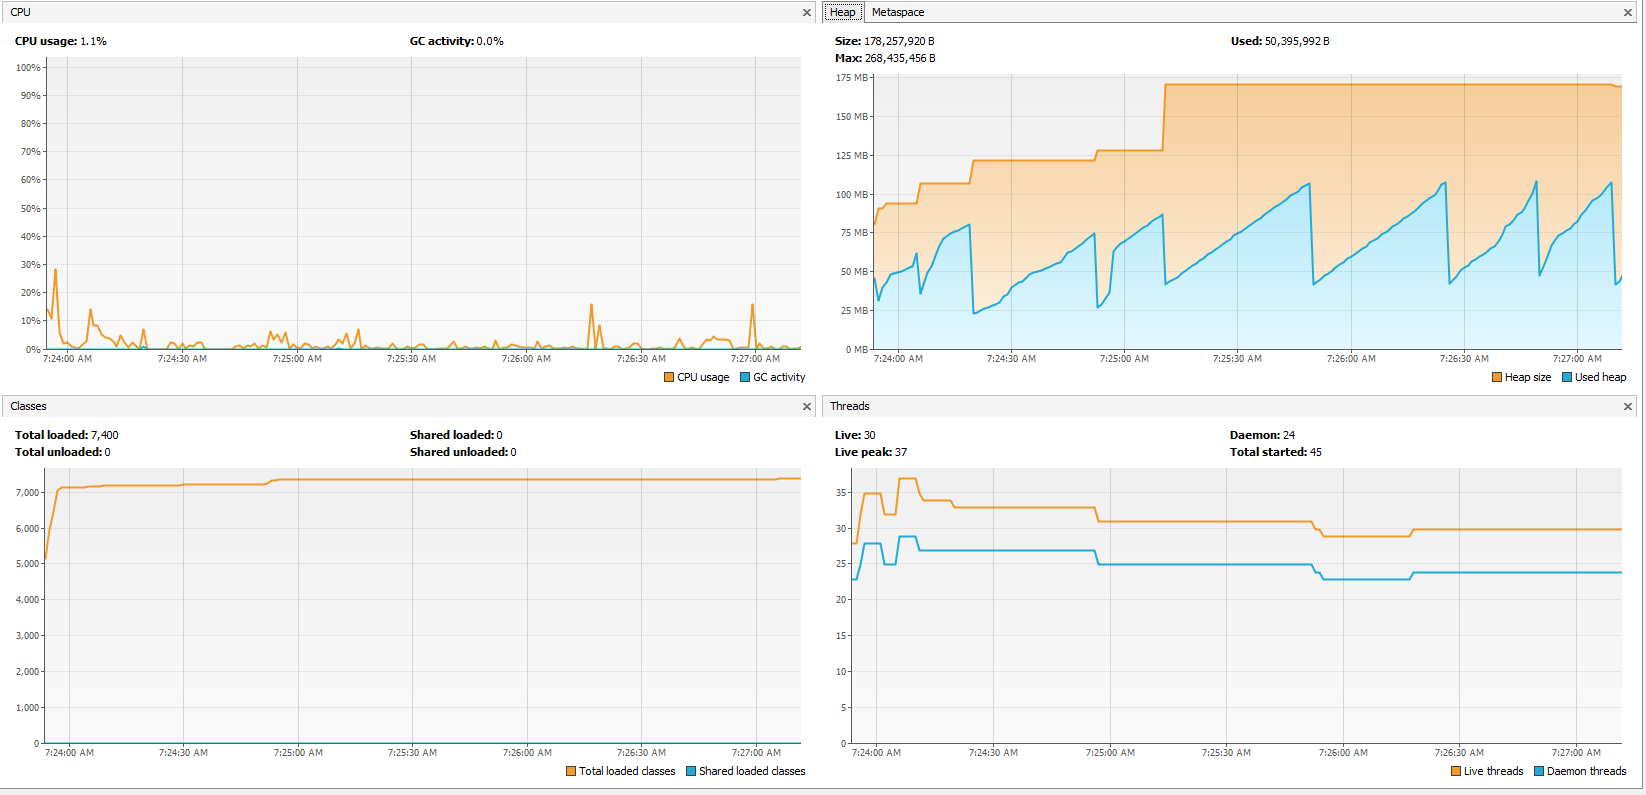 CPU
CPU usage: 1.1%
GC activity: 0.0%
100%
90%
80%
70%
60%
50%
40%
30%
20%
10%
0%
7:24:00 AM
7:24:30 AM
7:25:00 AM
7:25:30 AM
7:26:00 AM
7:26:30 AM
7:27:00 AM
CPU usage
GC activity
Heap
Metaspace
Size: 178,257,920 B
Used: 50,395,992 B
Max: 268,435,456 B
175 MB
150 MB
125 MB
100 MB
75 MB
50 MB
25 MB
0 MB
7:24:00 AM
7:24:30 AM
7:25:00 AM
7:25:30 AM
7:26:00 AM
7:26:30 AM
7:27:00 AM
Heap size
Used heap
Classes
Total loaded: 7,400
Shared loaded: 0
Total unloaded: 0
Shared unloaded: 0
7,000
6,000
5,000
4,000
3,000
2,000
1,000
0
7:24:00 AM
7:24:30 AM
7:25:00 AM
7:25:30 AM
7:26:00 AM
7:26:30 AM
7:27:00 AM
Total loaded classes
Shared loaded classes
Threads
Live: 30
Daemon: 24
Live peak: 37
Total started: 45
35
30
25
20
15
10
5
0
7:24:00 AM
7:24:30 AM
7:25:00 AM
7:25:30 AM
7:26:00 AM
7:26:30 AM
7:27:00 AM
Live threads
Daemon threads